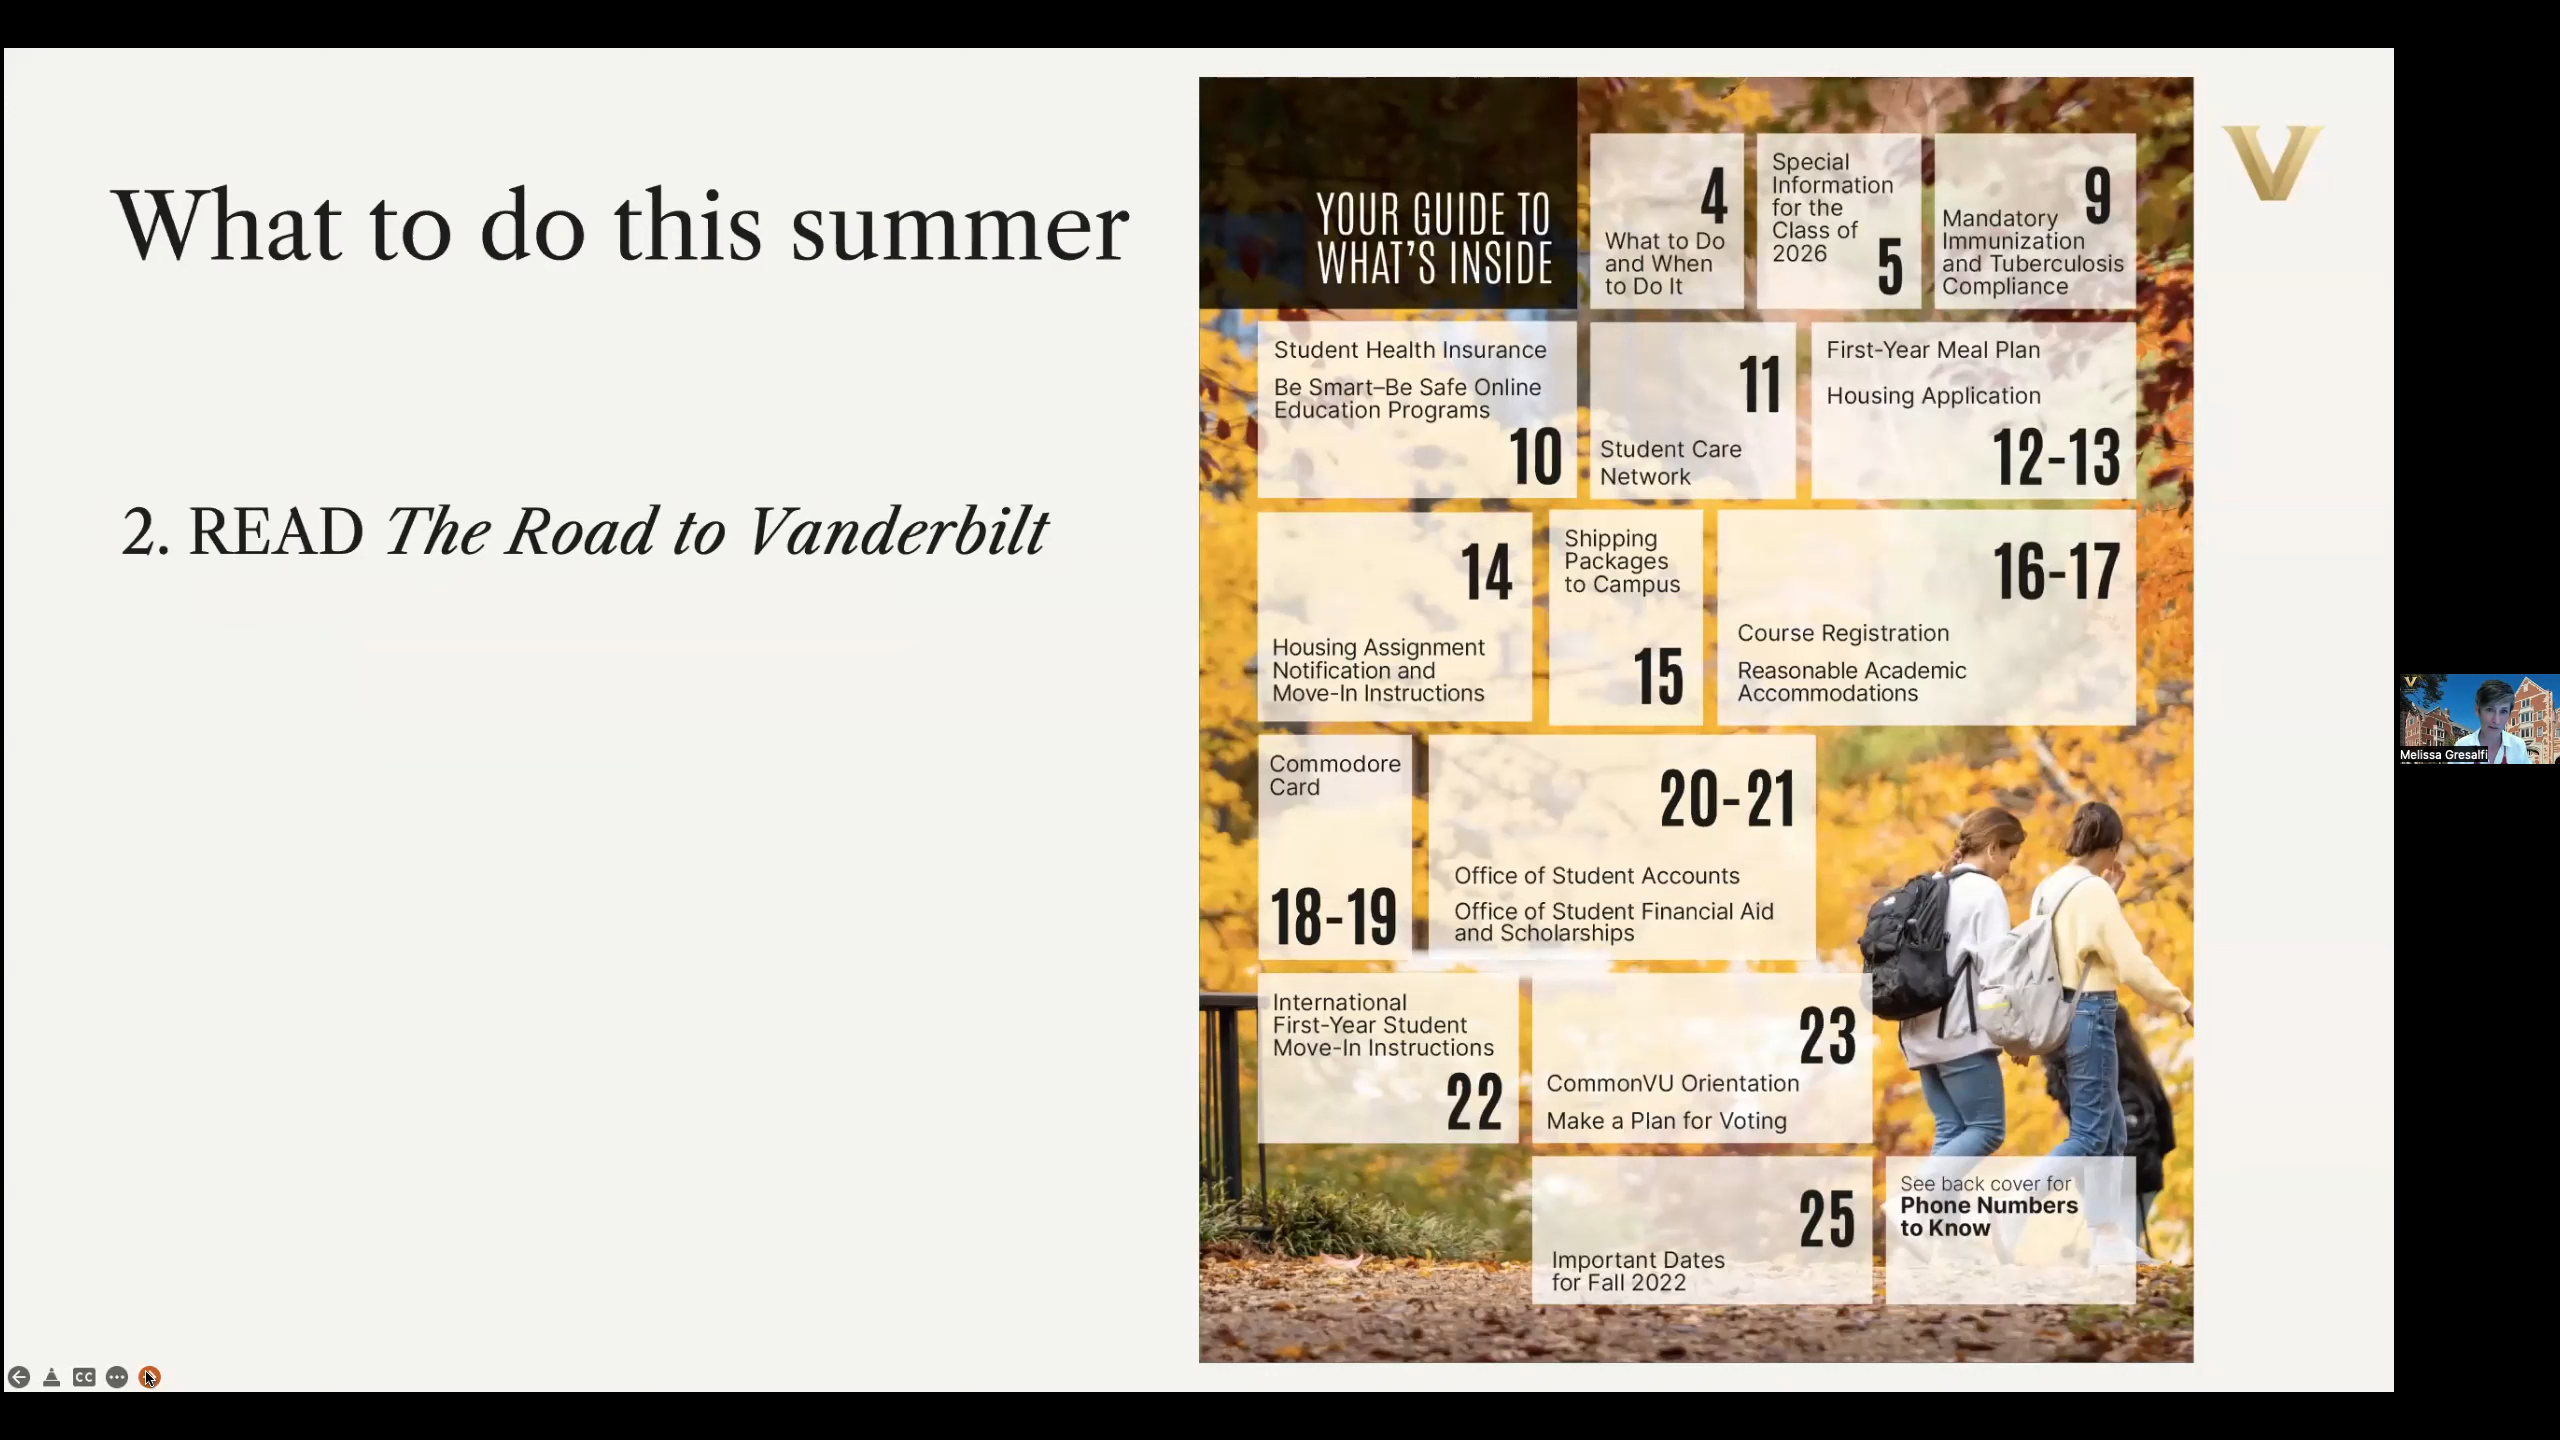 What to do this summer
2. READ The Road to Vanderbilt
YOUR GUIDE TO
WHAT'S INSIDE
4
What to Do
and When
to Do It
Special
Information
for the
Class of
2026
5
9
Mandatory
Immunization
and Tuberculosis
Compliance
Student Health Insurance
Be Smart–Be Safe Online
Education Programs
10
11
Student Care
Network
First-Year Meal Plan
Housing Application
12-13
14
Housing Assignment
Notification and
Move-In Instructions
Shipping
Packages
to Campus
15
16-17
Course Registration
Reasonable Academic
Accommodations
Commodore
Card
18-19
20-21
Office of Student Accounts
Office of Student Financial Aid
and Scholarships
International
First-Year Student
Move-In Instructions
22
23
CommonVU Orientation
Make a Plan for Voting
25
Important Dates
for Fall 2022
See back cover for
Phone Numbers
to Know
V
V
Melissa Gresalfi
CC